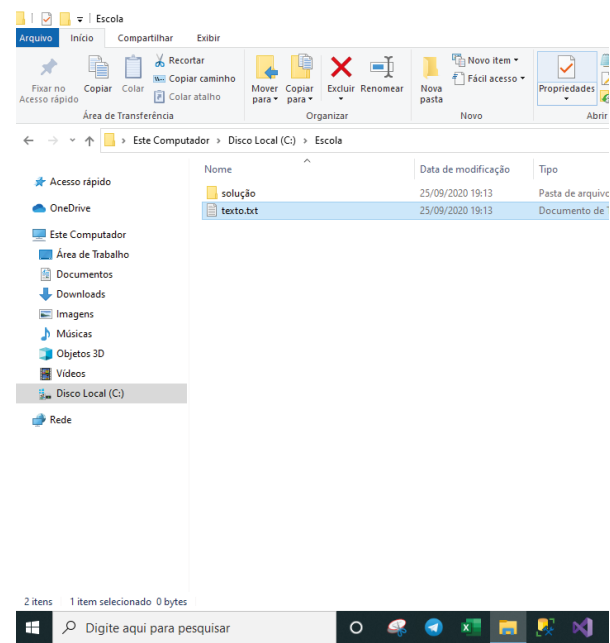 Escola
Arquivo Início Compartilhar Exibir
Fixar no Acesso rápido
Copiar
Colar
Recortar
Copiar caminho
Colar atalho
Área de Transferência
Mover para
Copiar para
Excluir
Renomear
Organizar
Nova pasta
Novo item
Fácil acesso
Novo
Propriedades
Abrir
Este Computador > Disco Local (C:) > Escola
Nome Data de modificação Tipo
solução 25/09/2020 19:13 Pasta de arquivo
texto.txt 25/09/2020 19:13 Documento de
Acesso rápido
OneDrive
Este Computador
Área de Trabalho
Documentos
Downloads
Imagens
Músicas
Objetos 3D
Vídeos
Disco Local (C:)
Rede
2 itens 1 item selecionado 0 bytes
Digite aqui para pesquisar